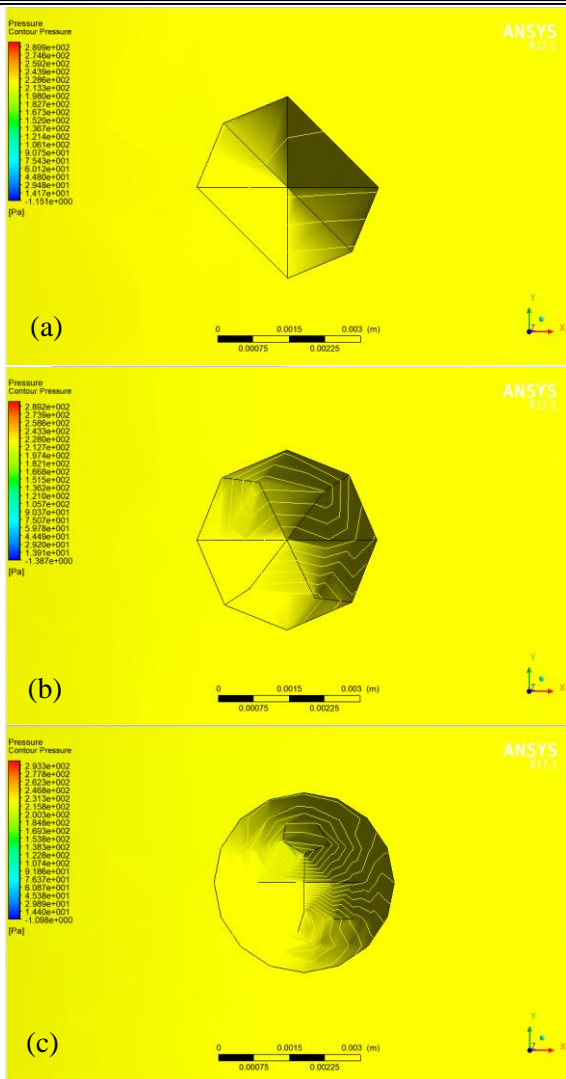 Pressure
Contour Pressure
2.899e+002
2.746e+002
2.592e+002
2.439e+002
2.286e+002
2.133e+002
1.980e+002
1.827e+002
1.673e+002
1.520e+002
1.367e+002
1.214e+002
1.061e+002
9.075e+001
7.543e+001
6.012e+001
4.480e+001
2.948e+001
1.417e+001
-1.151e+000
[Pa]
ANSYS
R17.1
(a)
0 0.0015 0.003 (m)
0.00075 0.00225
Y
Z X
Pressure
Contour Pressure
2.892e+002
2.739e+002
2.586e+002
2.433e+002
2.280e+002
2.127e+002
1.974e+002
1.821e+002
1.668e+002
1.515e+002
1.362e+002
1.210e+002
1.057e+002
9.037e+001
7.507e+001
5.978e+001
4.449e+001
2.920e+001
1.391e+001
-1.387e+000
[Pa]
ANSYS
R17.1
(b)
0 0.0015 0.003 (m)
0.00075 0.00225
Y
Z X
Pressure
Contour Pressure
2.933e+002
2.778e+002
2.623e+002
2.468e+002
2.313e+002
2.158e+002
2.003e+002
1.848e+002
1.693e+002
1.538e+002
1.383e+002
1.228e+002
1.074e+002
9.186e+001
7.637e+001
6.087e+001
4.538e+001
2.989e+001
1.440e+001
-1.098e+000
[Pa]
ANSYS
R17.1
(c)
0 0.0015 0.003 (m)
0.00075 0.00225
Y
Z X